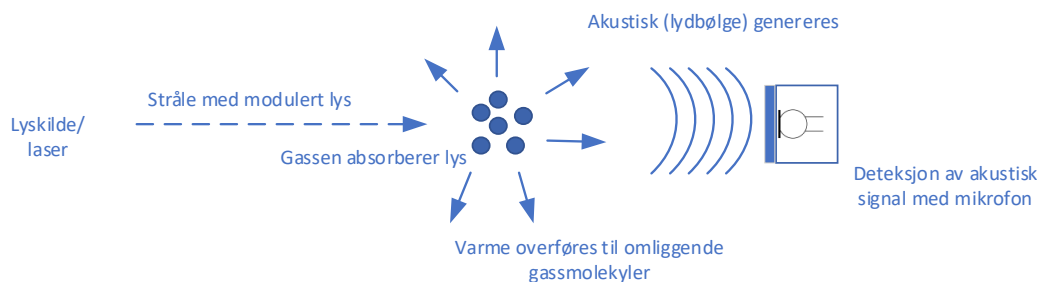 Akustisk (lydbølge) genereres
Stråle med modulert lys
Lyskilde/
laser
Gassen absorberer lys
Deteksjon av akustisk
signal med mikrofon
Varme overføres til omliggende
gassmolekyler